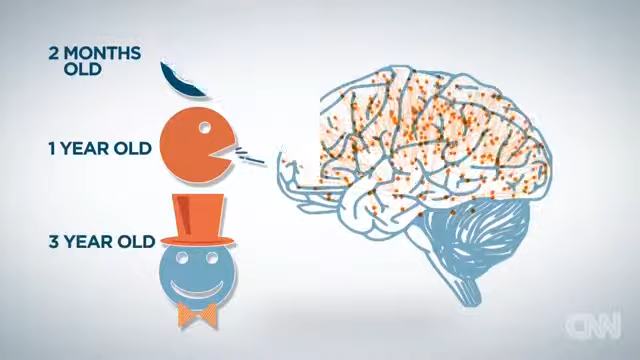 2 MONTHS
OLD
1 YEAR OLD
3 YEAR OLD
CNN